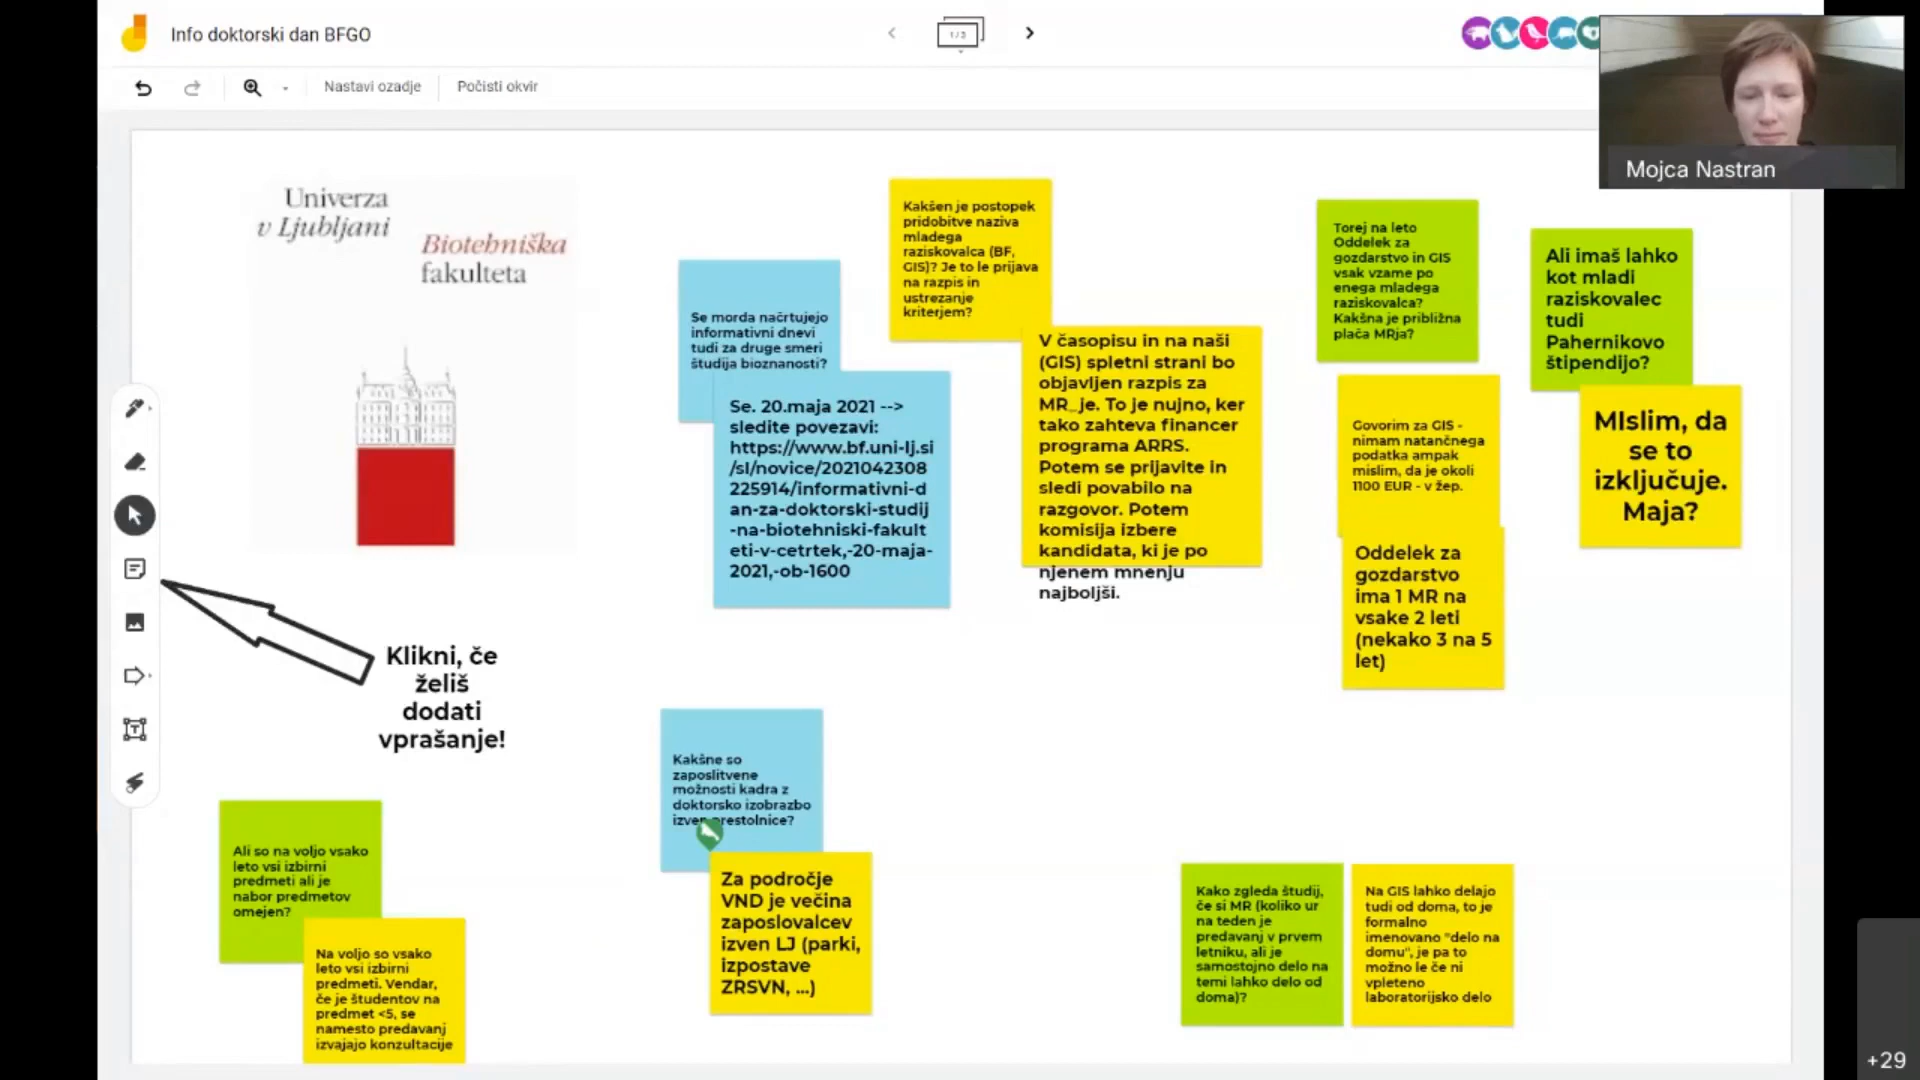 Info doktorski dan BFGO
1/3
Nastavi ozadje
Počisti okvir
Mojca Nastran
Univerza
v Ljubljani
Biotehniška
fakulteta
Klikni, če
želiš
dodati
vprašanje!
Se morda načrtujejo
informativni dnevi
tudi za druge smeri
študija bioznanosti?
Se. 20.maja 2021 -->
sledite povezavi:
https://www.bf.uni-lj.si
/sl/novice/2021042308
225914/informativni-d
an-za-doktorski-studij
-na-biotehniski-fakult
eti-v-cetrtek,-20-maja-
2021,-ob-1600
Kakšen je postopek
pridobitve naziva
mladega
raziskovalca (BF,
GIS)? Je to le prijava
na razpis in
ustrezanje
kriterjem?
V časopisu in na naši
(GIS) spletni strani bo
objavljen razpis za
MR_je. To je nujno, ker
tako zahteva financer
programa ARRS.
Potem se prijavite in
sledi povabilo na
razgovor. Potem
komisija izbere
kandidata, ki je po
njenem mnenju
najboljši.
Torej na leto
Oddelek za
gozdarstvo in GIS
vsak vzame po
enega mladega
raziskovalca?
Kakšna je približna
plača MRja?
Govorim za GIS -
nimam natančnega
podatka ampak
mislim, da je okoli
1100 EUR - v žep.
Oddelek za
gozdarstvo
ima 1 MR na
vsake 2 leti
(nekako 3 na 5
let)
Ali imaš lahko
kot mladi
raziskovalec
tudi
Pahernikovo
štipendijo?
MIslim, da
se to
izključuje.
Maja?
Ali so na voljo vsako
leto vsi izbirni
predmeti ali je
nabor predmetov
omejen?
Na voljo so vsako
leto vsi izbirni
predmeti. Vendar,
če je študentov na
predmet <5, se
namesto predavanj
izvajajo konzultacije
Kakšne so
zaposlitvene
možnosti kadra z
doktorsko izobrazbo
izven prestolnice?
Za področje
VND je večina
zaposlovalcev
izven LJ (parki,
izpostave
ZRSVN, ...)
Kako zgleda študij,
če si MR (koliko ur
na teden je
predavanj v prvem
letniku, ali je
samostojno delo na
temi lahko delo od
doma)?
Na GIS lahko delajo
tudi od doma, to je
formalno
imenovano "delo na
domu", je pa to
možno le če ni
vpleteno
laboratorijsko delo
+29